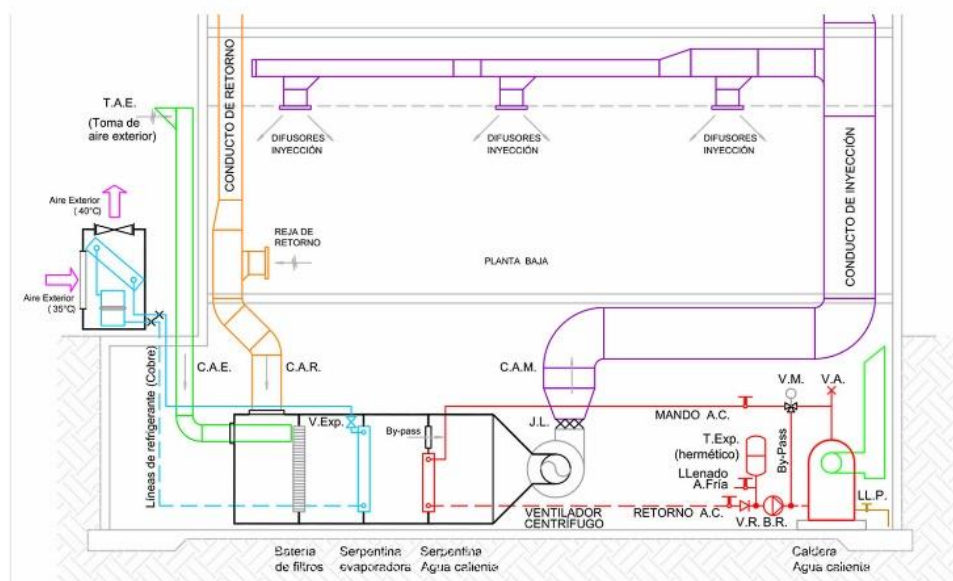 CONDUCTO DE RETORNO
T.A.E.
(Toma de
aire exterior)
DIFUSORES
INYECCIÓN
DIFUSORES
INYECCIÓN
DIFUSORES
INYECCIÓN
CONDUCTO DE INYECCIÓN
Aire Exterior
(40°C)
REJA DE
RETORNO
PLANTA BAJA
Aire Exterior
(35°C)
Líneas de refrigerante (Cobre)
C.A.E.
C.A.R.
C.A.M.
V.M.
V.A.
MANDO A.C.
V.Exp.
By-pass
J.L.
T.Exp.
(hermético)
By-Pass
LLenado
A.Fría
LL.P.
VENTILADOR
CENTRÍFUGO
RETORNO A.C.
V.R.
B.R.
Batería
de filtros
Serpentina
evaporadora
Serpentina
Agua caliente
Caldera
Agua caliente